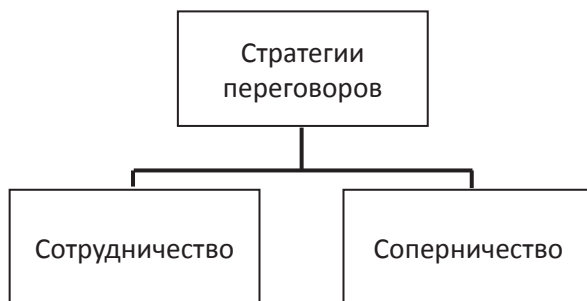 Стратегии
переговоров
Сотрудничество
Соперничество